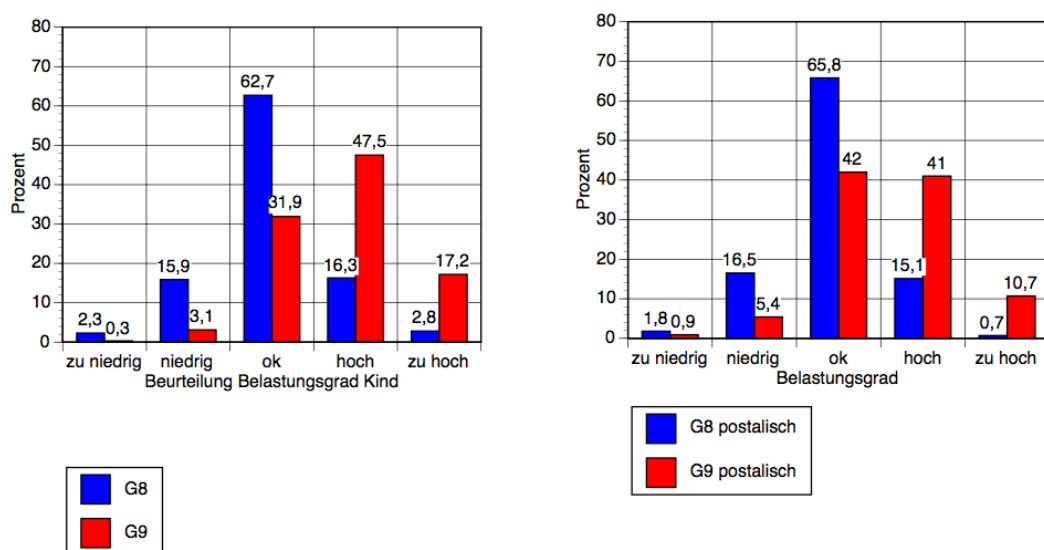 80
70
60
50
40
30
20
10
0
Prozent
2,3
0,3
15,9
3,1
62,7
31,9
16,3
47,5
2,8
17,2
zu niedrig
niedrig
ok
hoch
zu hoch
Beurteilung Belastungsgrad Kind
G8
G9
80
70
60
50
40
30
20
10
0
Prozent
1,8
0,9
16,5
5,4
65,8
42
15,1
41
0,7
10,7
zu niedrig
niedrig
ok
hoch
zu hoch
Belastungsgrad
G8 postalisch
G9 postalisch